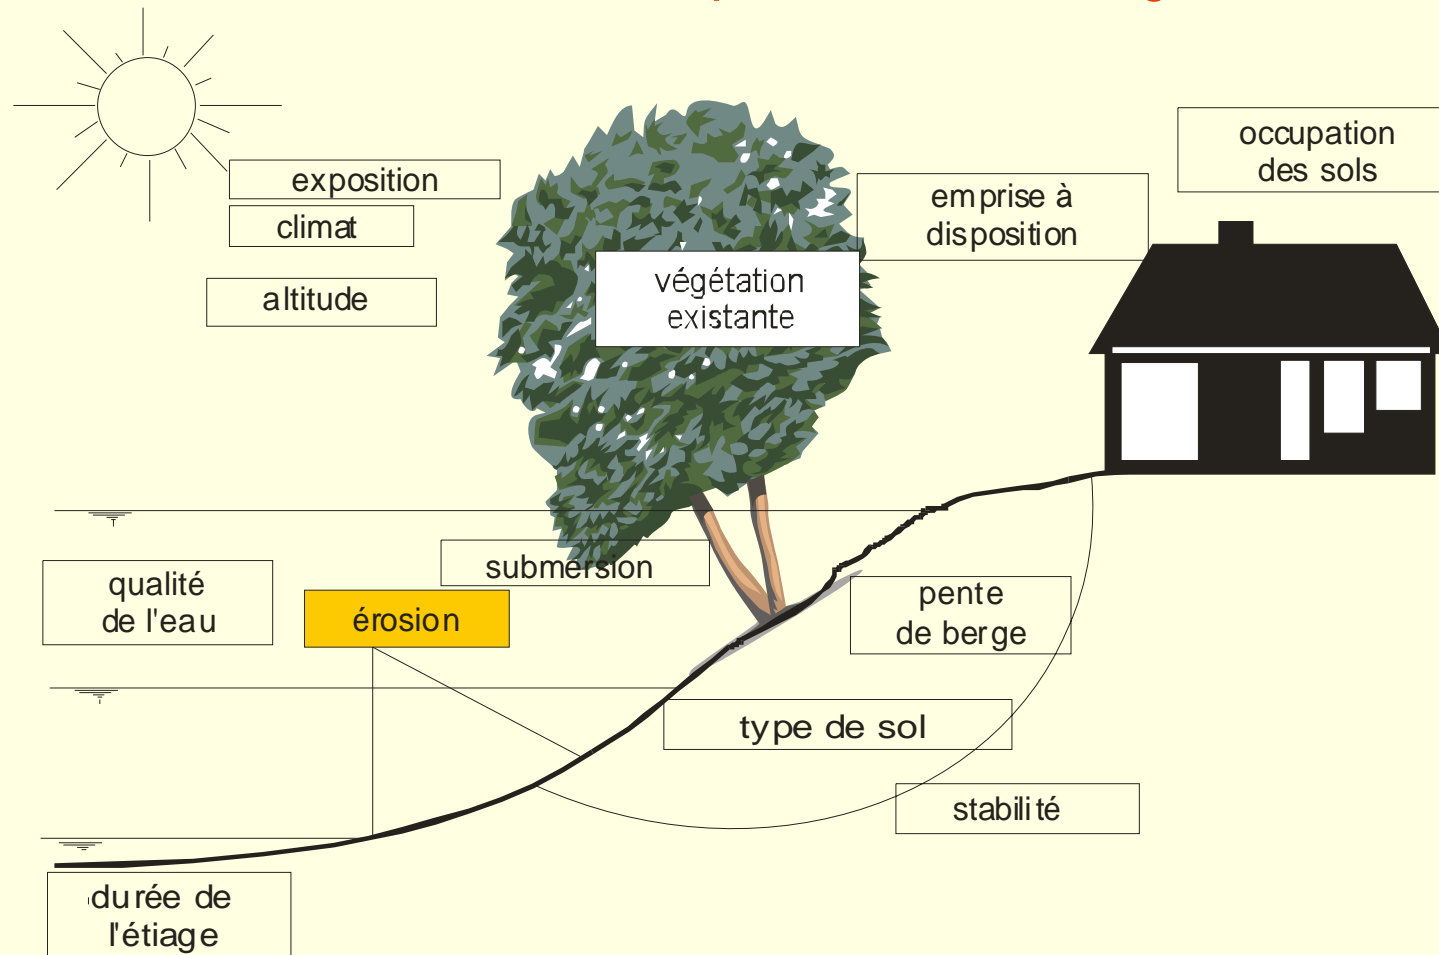 exposition
climat
altitude
végétation
existante
emprise à
disposition
occupation
des sols
submersion
qualité
de l'eau
érosion
pente
de berge
type de sol
stabilité
durée de
l'étiage